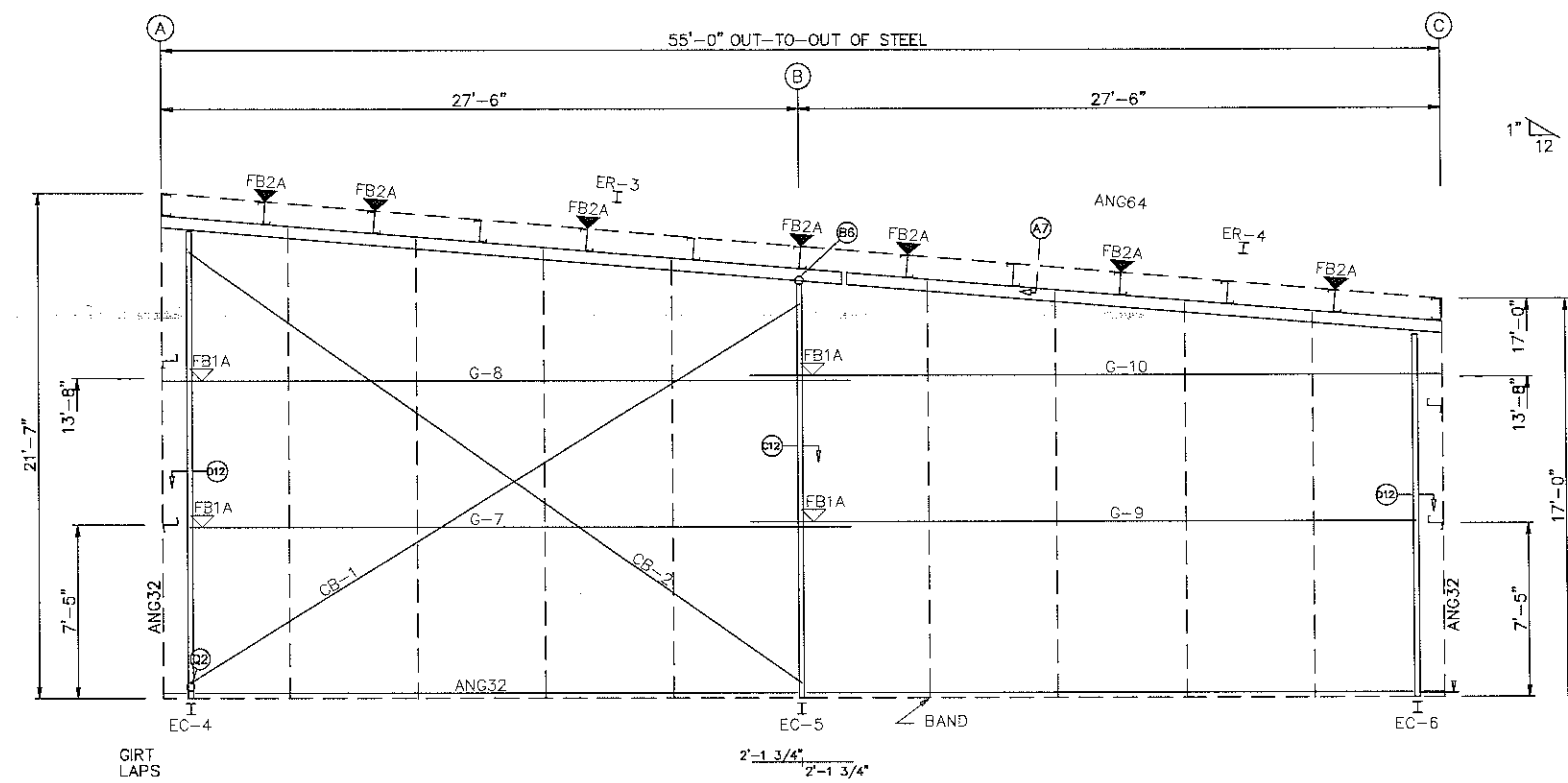 A
C
55'-0" OUT-TO-OUT OF STEEL
B
27'-6"
27'-6"
1"
12
FB2A
FB2A
ER-3
FB2A
FB2A
B6
FB2A
ANG64
A7
ER-4
FB2A
FB2A
21'-7"
13'-8"
7'-5"
FB1A
G-8
FB1A
G-10
17'-0"
13'-8"
17'-0"
7'-5"
D12
C12
D12
FB1A
G-7
FB1A
G-9
CB-1
CB-2
ANG32
ANG32
ANG32
EC-4
EC-5
BAND
EC-6
GIRT
LAPS
2'-1 3/4"
2'-1 3/4"